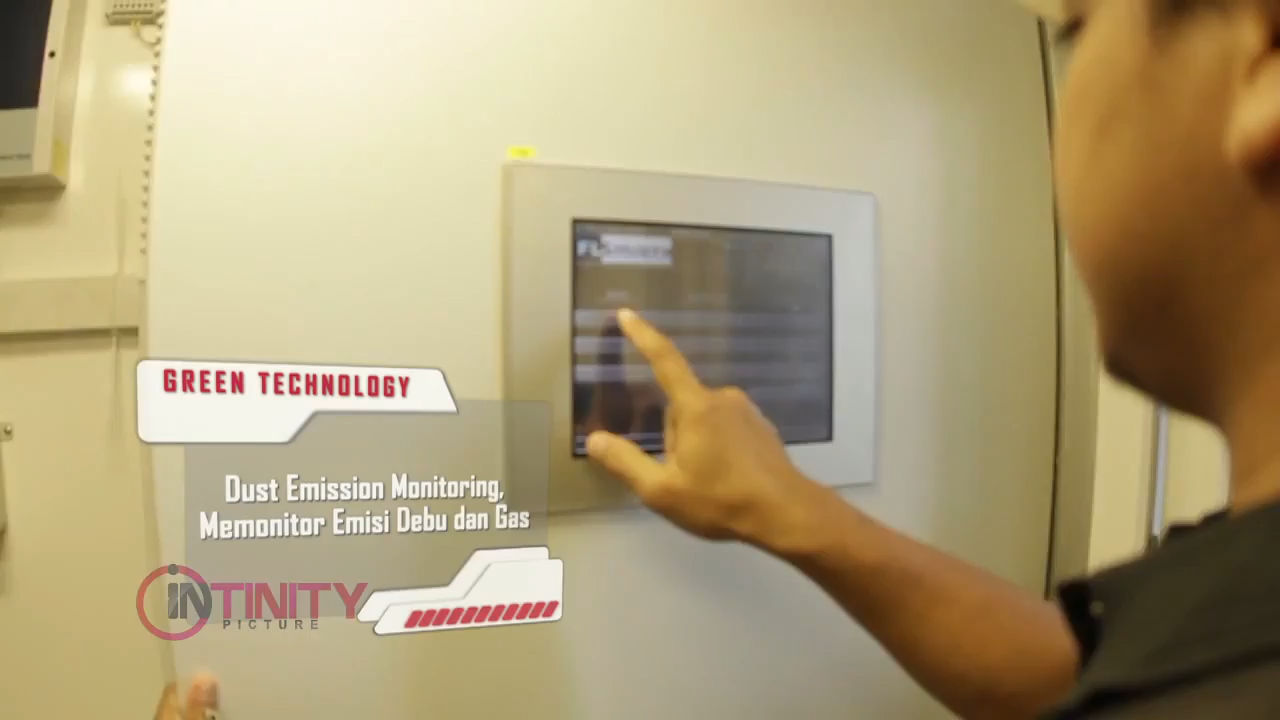 GREEN TECHNOLOGY
Dust Emission Monitoring,
Memonitor Emisi Debu dan Gas
INTINITY
PICTURE